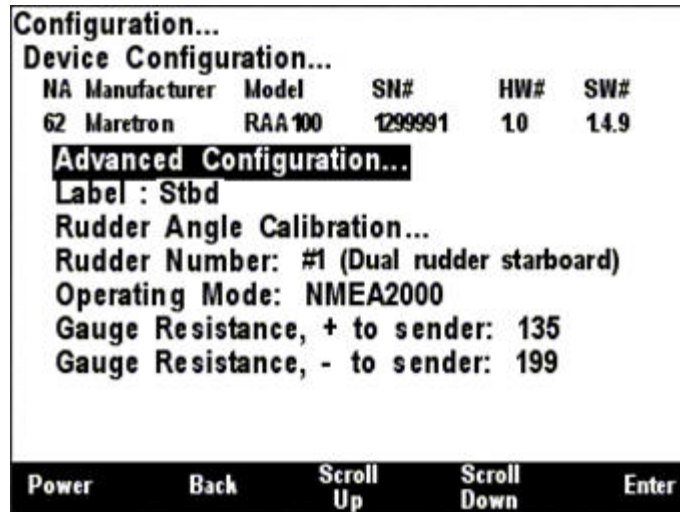 Configuration...
Device Configuration...
NA Manufacturer Model SN# HW# SW#
62 Maretron RAA100 1299991 1.0 1.4.9
Advanced Configuration...
Label : Stbd
Rudder Angle Calibration...
Rudder Number: #1 (Dual rudder starboard)
Operating Mode: NMEA2000
Gauge Resistance, + to sender: 135
Gauge Resistance, - to sender: 199
Power Back Scroll Up Scroll Down Enter